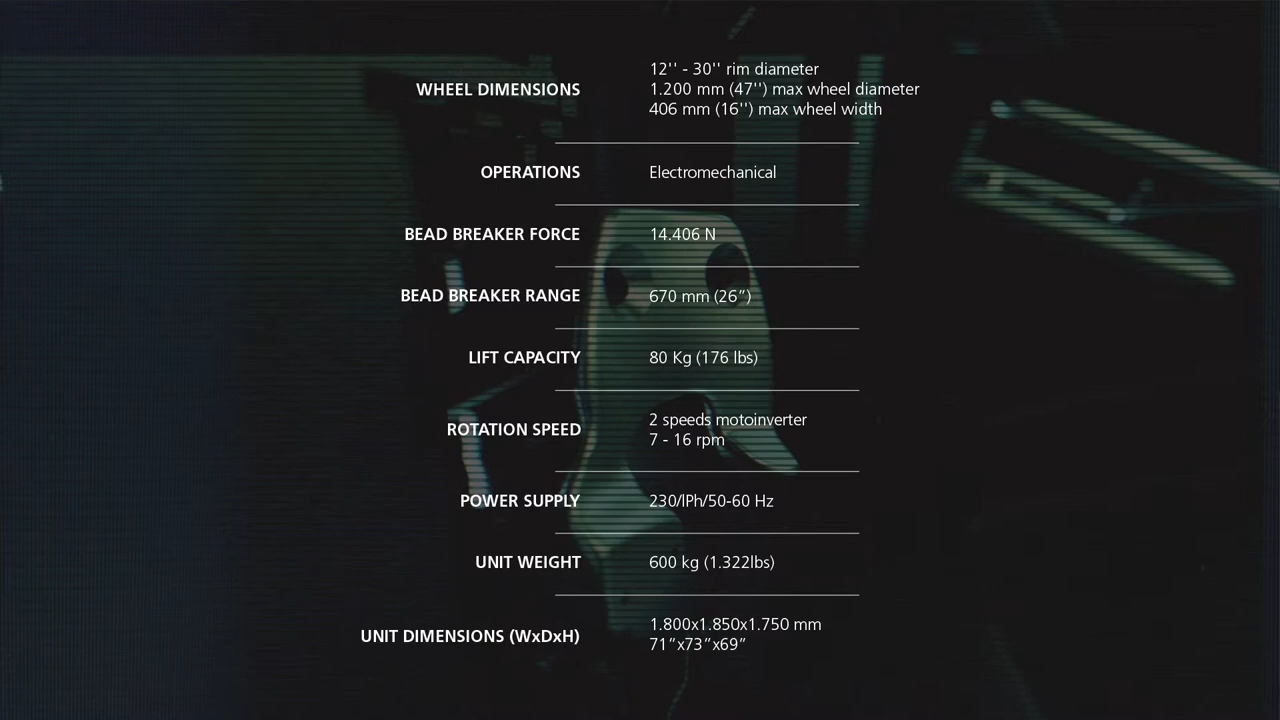 WHEEL DIMENSIONS
12'' - 30'' rim diameter
1.200 mm (47'') max wheel diameter
406 mm (16'') max wheel width
OPERATIONS
Electromechanical
BEAD BREAKER FORCE
14.406 N
BEAD BREAKER RANGE
670 mm (26”)
LIFT CAPACITY
80 Kg (176 lbs)
ROTATION SPEED
2 speeds motoinverter
7 - 16 rpm
POWER SUPPLY
230/lPh/50-60 Hz
UNIT WEIGHT
600 kg (1.322lbs)
UNIT DIMENSIONS (WxDxH)
1.800x1.850x1.750 mm
71”x73”x69”